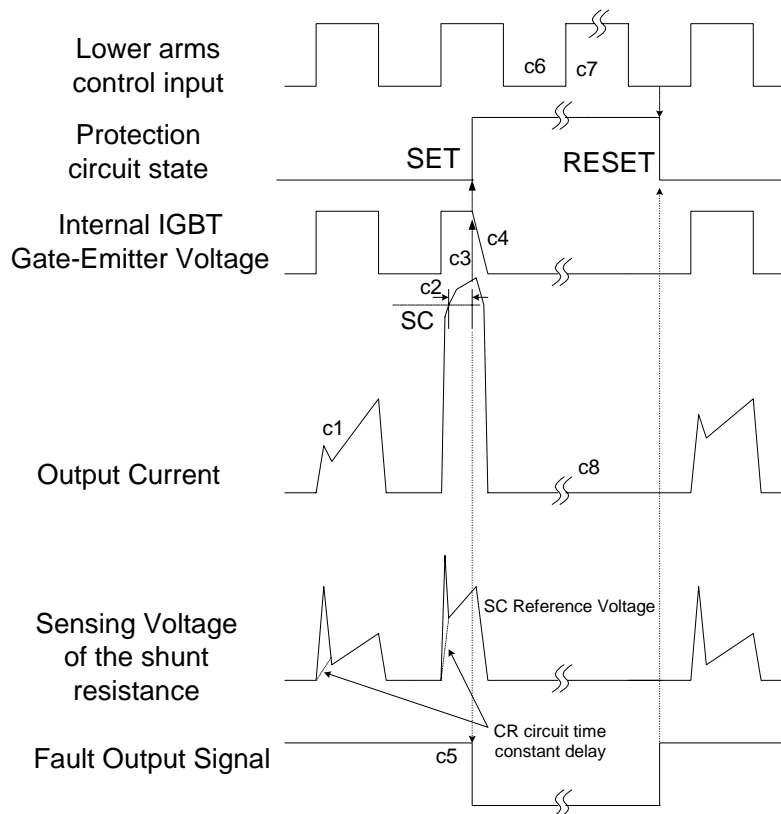 Lower arms
control input
c6
c7
Protection
circuit state
SET
RESET
Internal IGBT
Gate-Emitter Voltage
c4
c3
c2
SC
c1
Output Current
c8
SC Reference Voltage
Sensing Voltage
of the shunt
resistance
CR circuit time
constant delay
Fault Output Signal
c5